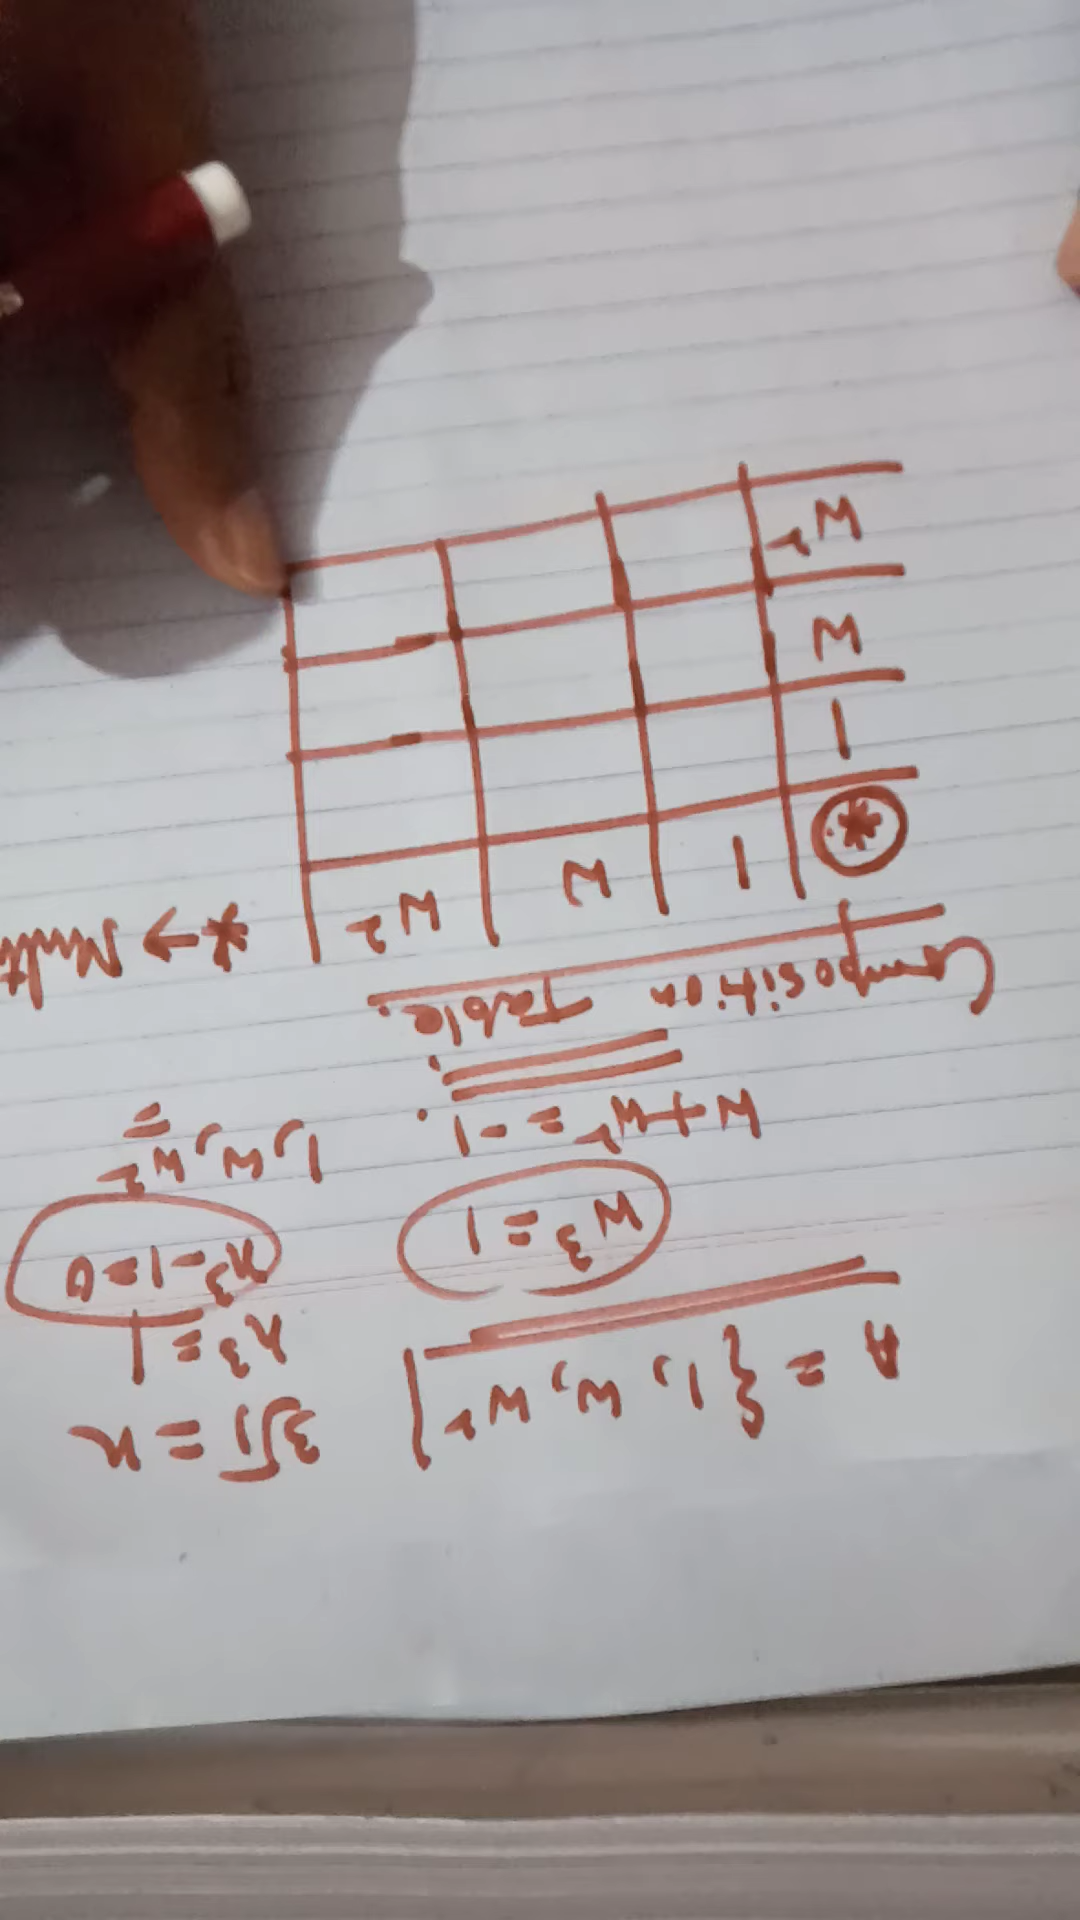 A = {1, w, w² |
∛1 = x
x³ = 1
w³ = 1
x³ - 1 = 0
w + w² = -1
1, w, w²
Composition Table.
* →
* 1 w w²
1
w
w²